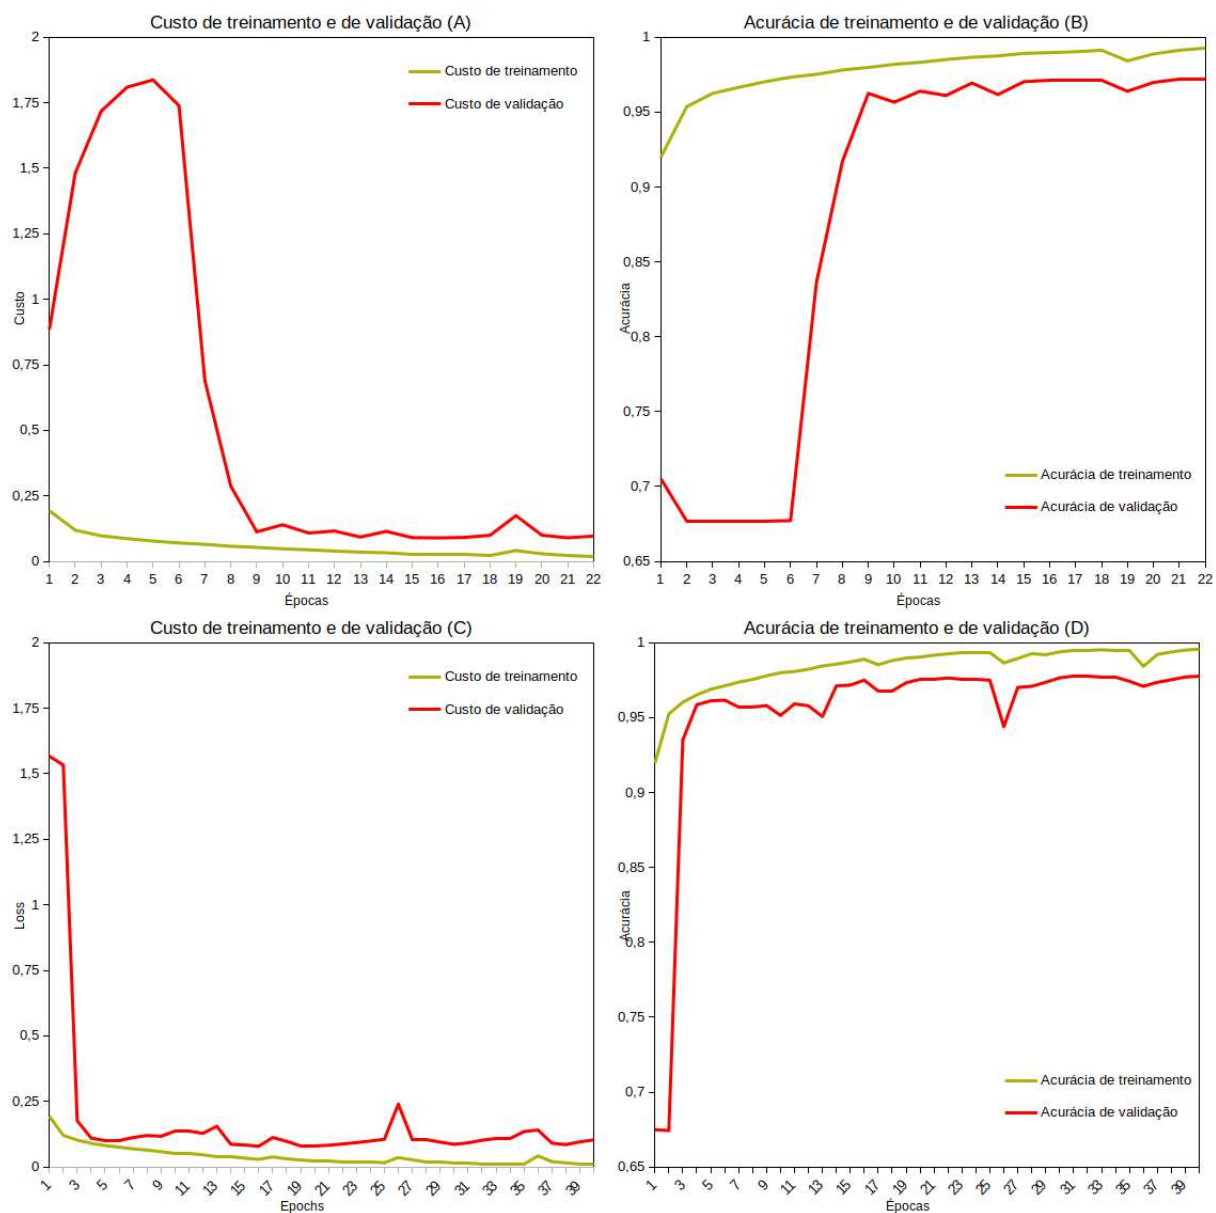 Custo de treinamento e de validação (A)
2
1,75
1,5
1,25
1
0,75
0,5
0,25
0
Custo
Custo de treinamento
Custo de validação
1 2 3 4 5 6 7 8 9 10 11 12 13 14 15 16 17 18 19 20 21 22
Épocas
Acurácia de treinamento e de validação (B)
1
0,95
0,9
0,85
0,8
0,75
0,7
0,65
Acurácia
Acurácia de treinamento
Acurácia de validação
1 2 3 4 5 6 7 8 9 10 11 12 13 14 15 16 17 18 19 20 21 22
Épocas
Custo de treinamento e de validação (C)
2
1,75
1,5
1,25
1
0,75
0,5
0,25
0
Loss
Custo de treinamento
Custo de validação
1 3 5 7 9 11 13 15 17 19 21 23 25 27 29 31 33 35 37 39
Epochs
Acurácia de treinamento e de validação (D)
1
0,95
0,9
0,85
0,8
0,75
0,7
0,65
Acurácia
Acurácia de treinamento
Acurácia de validação
1 3 5 7 9 11 13 15 17 19 21 23 25 27 29 31 33 35 37 39
Épocas